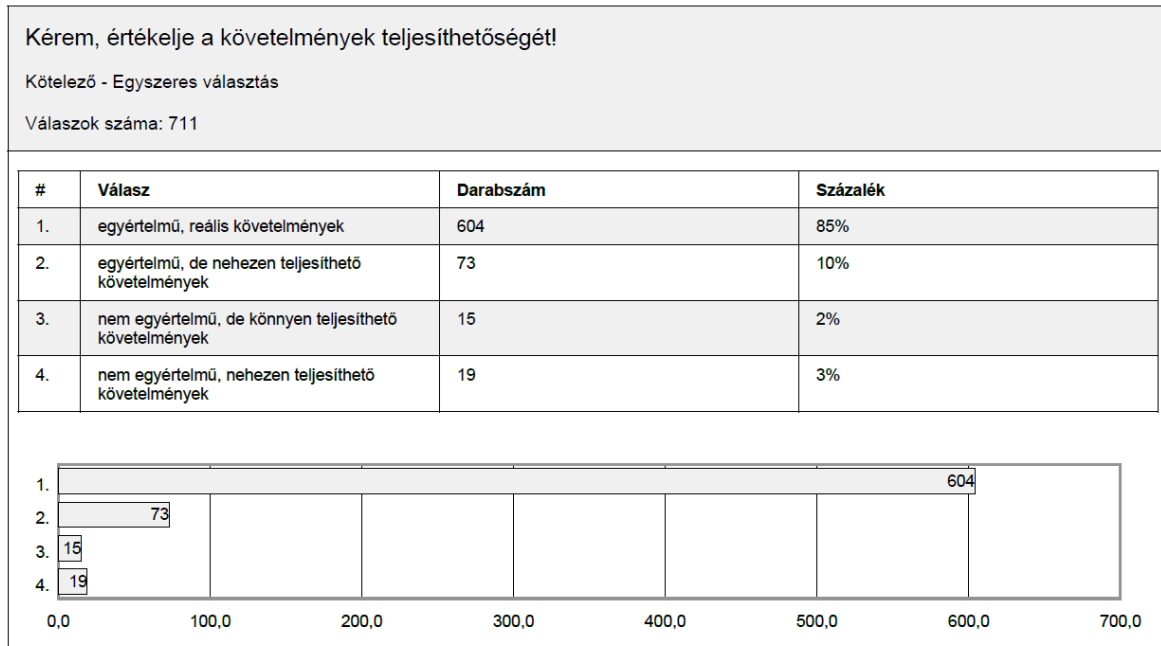 Kérem, értékelje a követelmények teljesíthetőségét!
Kötelező - Egyszeres választás
Válaszok száma: 711
# Válasz Darabszám Százalék
1. egyértelmű, reális követelmények 604 85%
2. egyértelmű, de nehezen teljesíthető 73 10%
követelmények
3. nem egyértelmű, de könnyen teljesíthető 15 2%
követelmények
4. nem egyértelmű, nehezen teljesíthető 19 3%
követelmények
1. 604
2. 73
3. 15
4. 19
0,0 100,0 200,0 300,0 400,0 500,0 600,0 700,0